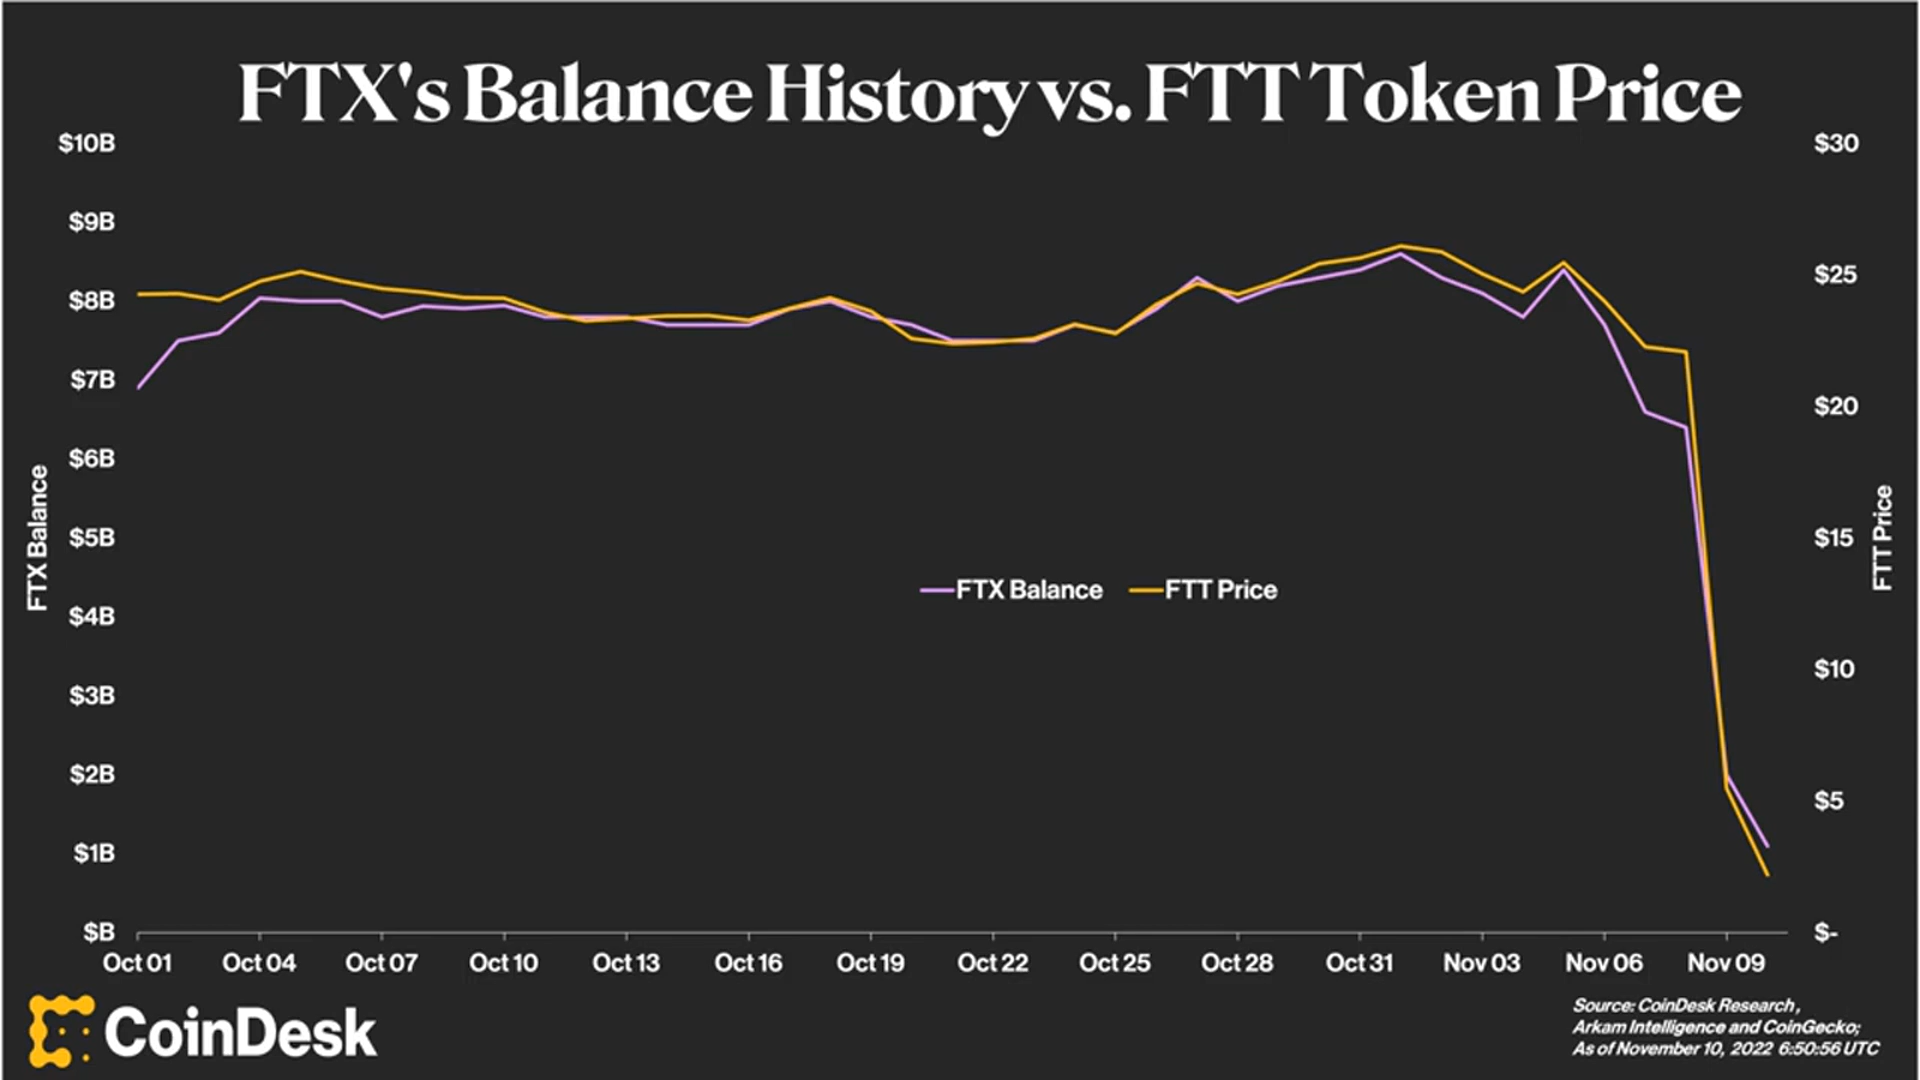 FTX's Balance History vs. FTT Token Price
$10B
$9B
$8B
$7B
$6B
$5B
$4B
$3B
$2B
$1B
$B
FTX Balance
$30
$25
$20
$15
$10
$5
$-
FTT Price
FTX Balance FTT Price
Oct 01 Oct 04 Oct 07 Oct 10 Oct 13 Oct 16 Oct 19 Oct 22 Oct 25 Oct 28 Oct 31 Nov 03 Nov 06 Nov 09
CoinDesk
Source: CoinDesk Research,
Arkam Intelligence and CoinGecko;
As of November 10, 2022 6:50:56 UTC